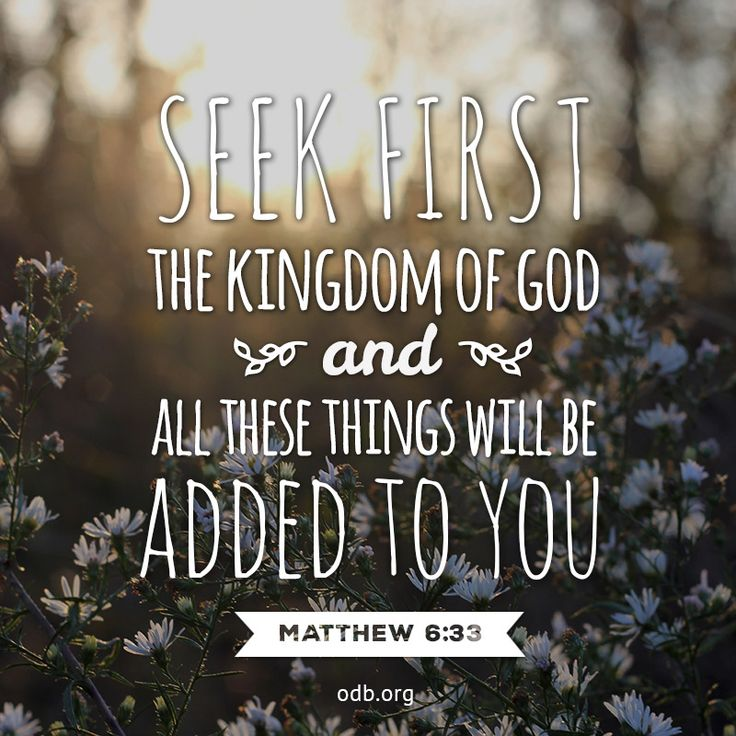 SEEK FIRST
THE KINGDOM OF GOD
and
ALL THESE THINGS WILL BE
ADDED TO YOU
MATTHEW 6:33
odb.org